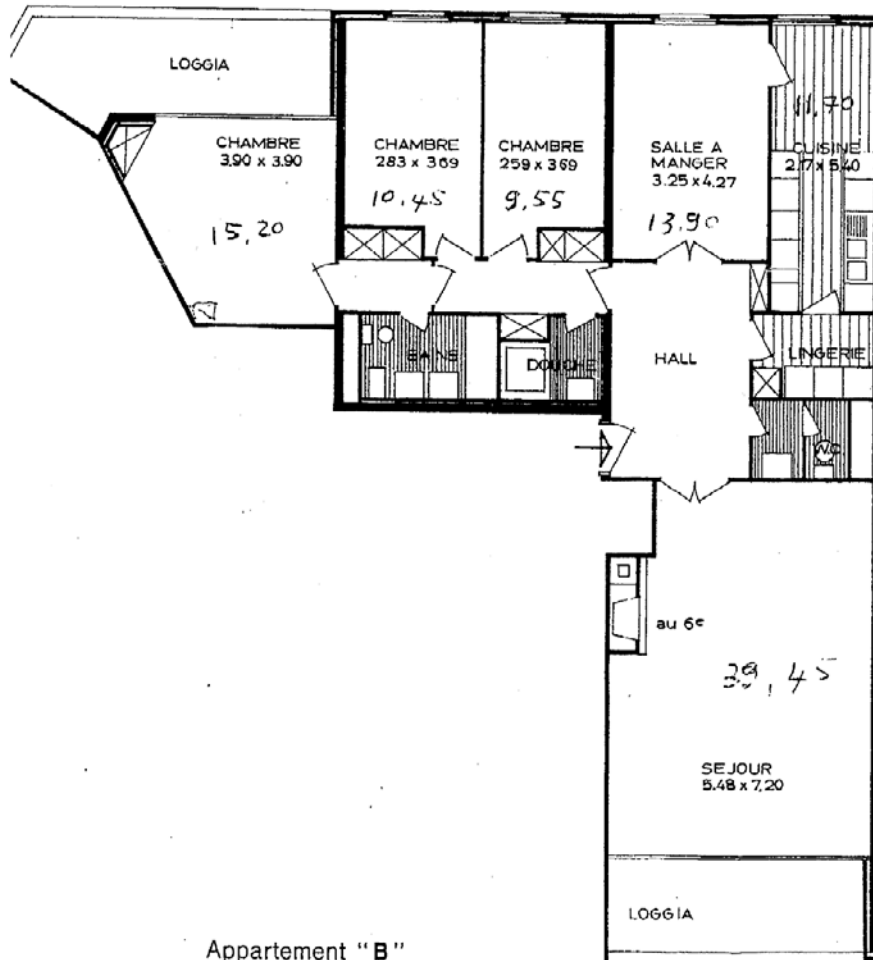 LOGGIA
CHAMBRE
3,90 x 3,90
15,20
CHAMBRE
283 x 369
10,45
CHAMBRE
259 x 369
9,55
SALLE A
MANGER
3.25 x 4.27
13,90
11,70
CUISINE
2.17 x 5,40
BAINS
DOUCHE
HALL
LINGERIE
W.C
au 6e
39,45
SEJOUR
5.48 x 7,20
LOGGIA
Appartement "B"